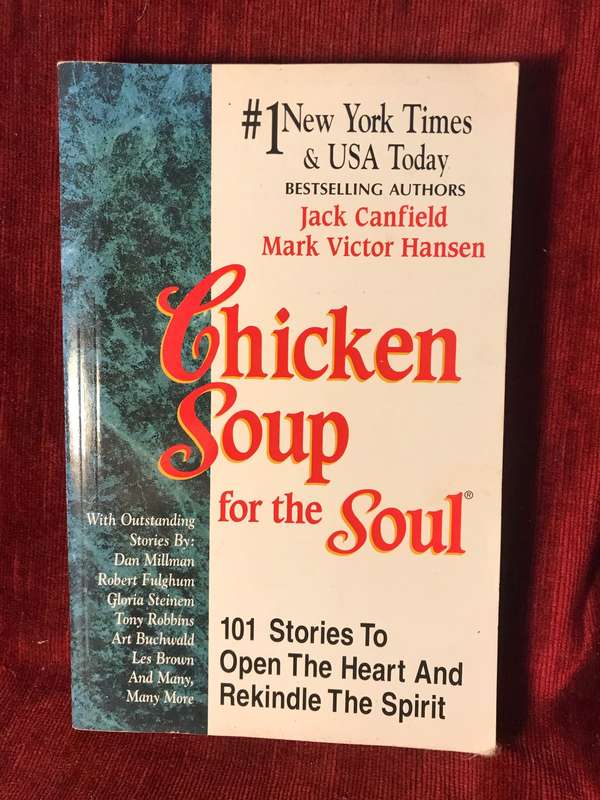 #1 New York Times
& USA Today
BESTSELLING AUTHORS
Jack Canfield
Mark Victor Hansen
Chicken
Soup
for the Soul®
With Outstanding
Stories By:
Dan Millman
Robert Fulghum
Gloria Steinem
Tony Robbins
Art Buchwald
Les Brown
And Many,
Many More
101 Stories To
Open The Heart And
Rekindle The Spirit